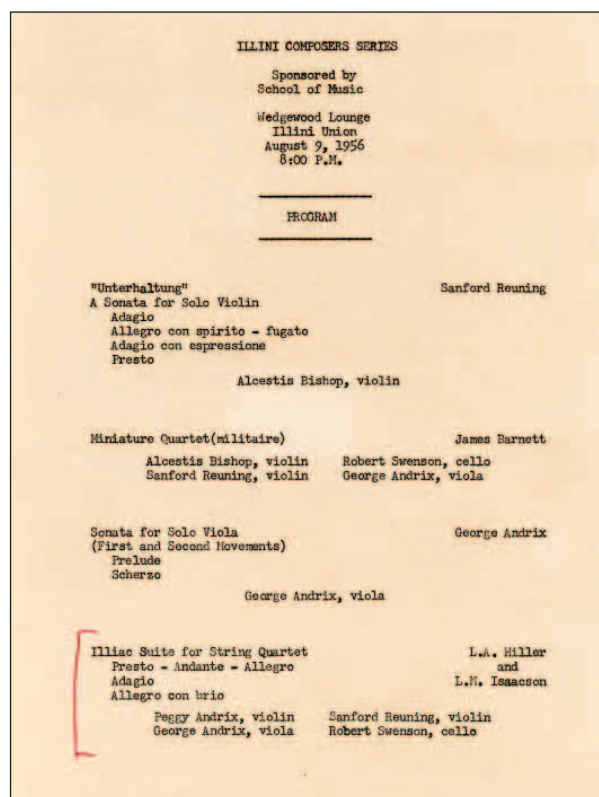 ILLINI COMPOSERS SERIES
Sponsored by
School of Music
Wedgewood Lounge
Illini Union
August 9, 1956
8:00 P.M.
PROGRAM
"Unterhaltung" Sanford Reuning
A Sonata for Solo Violin
Adagio
Allegro con spirito - fugato
Adagio con espressione
Presto
Alcestis Bishop, violin
Miniature Quartet(militaire) James Barnett
Alcestis Bishop, violin Robert Swenson, cello
Sanford Reuning, violin George Andrix, viola
Sonata for Solo Viola George Andrix
(First and Second Movements)
Prelude
Scherzo
George Andrix, viola
Illiac Suite for String Quartet L.A. Hiller
Presto - Andante - Allegro and
Adagio L.M. Isaacson
Allegro con brio
Peggy Andrix, violin Sanford Reuning, violin
George Andrix, viola Robert Swenson, cello